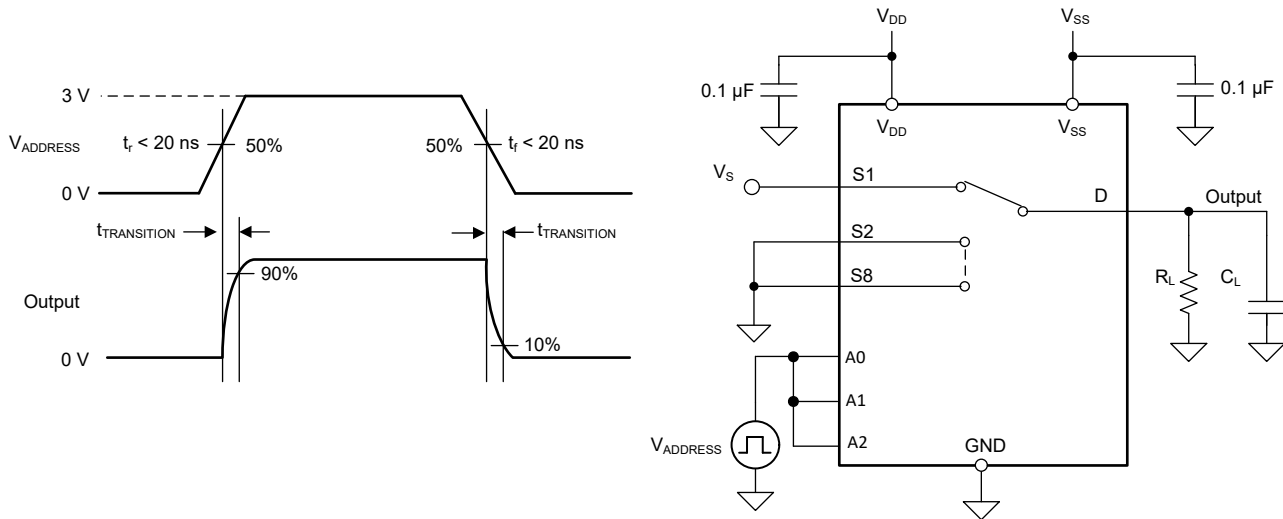 3 V
V_ADDRESS
t_r < 20 ns
50%
50%
t_f < 20 ns
0 V
t_TRANSITION
t_TRANSITION
90%
Output
10%
0 V
V_DD
V_SS
0.1 µF
0.1 µF
V_DD
V_SS
V_S
S1
D
Output
S2
S8
R_L
C_L
A0
A1
A2
V_ADDRESS
GND